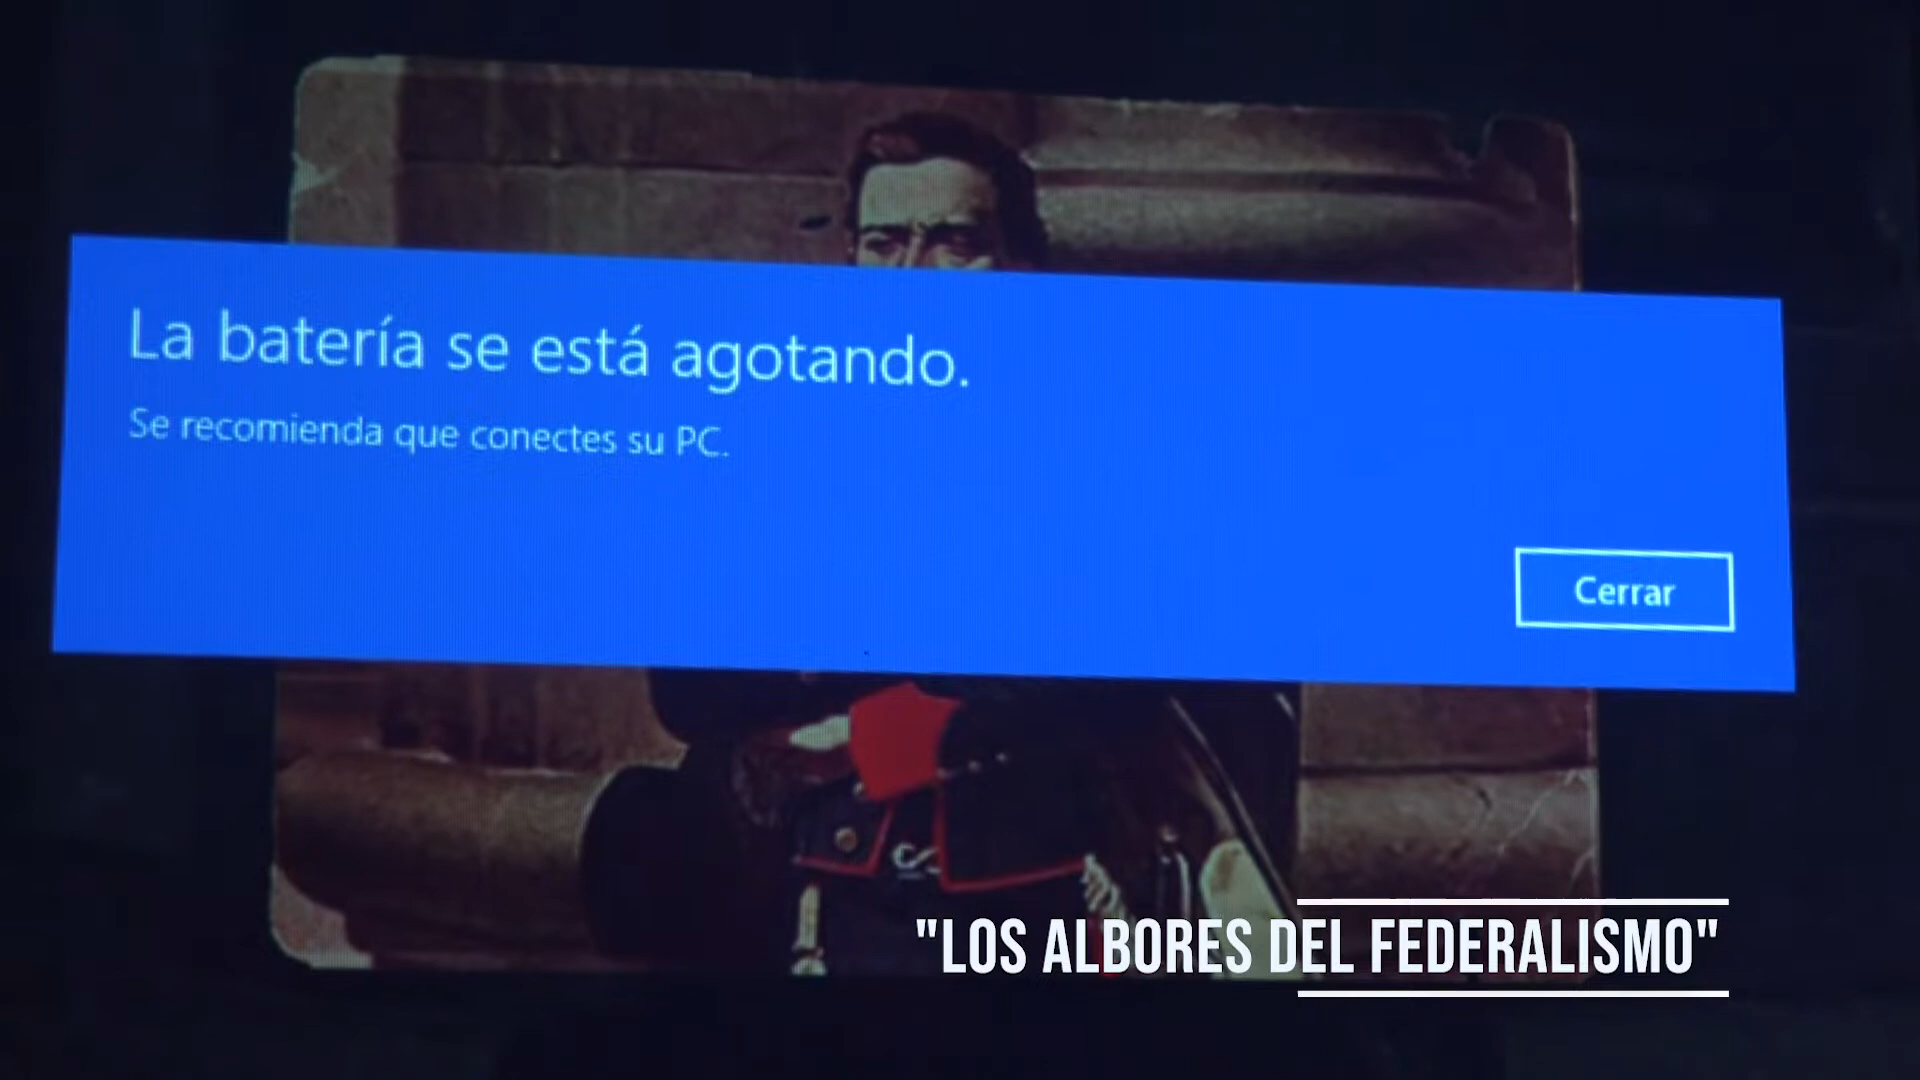 La batería se está agotando.
Se recomienda que conectes su PC.
Cerrar
"LOS ALBORES DEL FEDERALISMO"